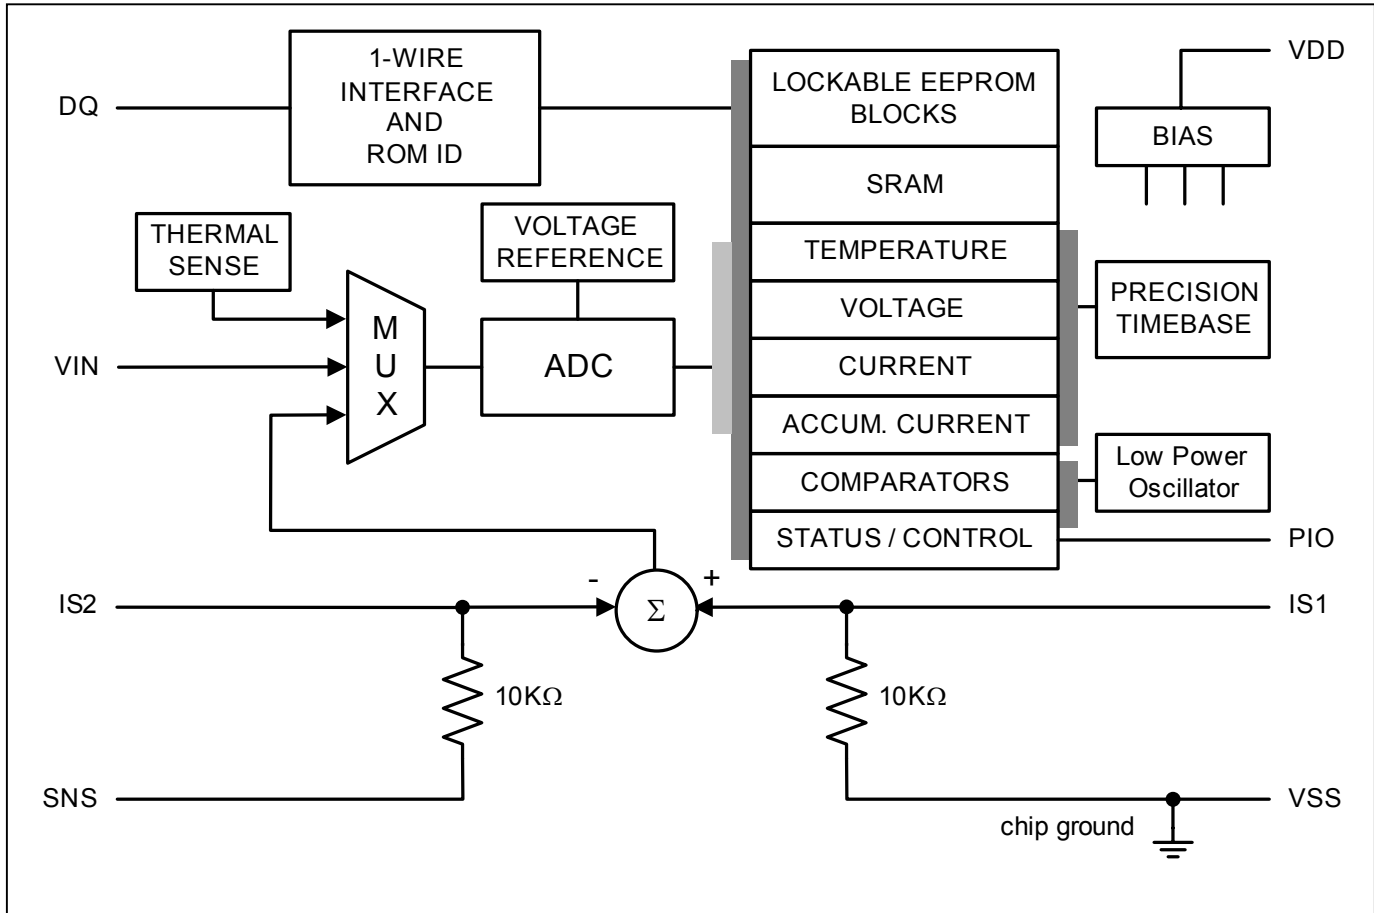 1-WIRE
INTERFACE
AND
ROM ID
DQ
LOCKABLE EEPROM
BLOCKS
VDD
BIAS
SRAM
THERMAL
SENSE
VOLTAGE
REFERENCE
TEMPERATURE
VOLTAGE
CURRENT
ACCUM. CURRENT
COMPARATORS
STATUS / CONTROL
PRECISION
TIMEBASE
M
U
X
ADC
VIN
Low Power
Oscillator
PIO
IS2
-
Σ
+
IS1
10KΩ
10KΩ
SNS
VSS
chip ground